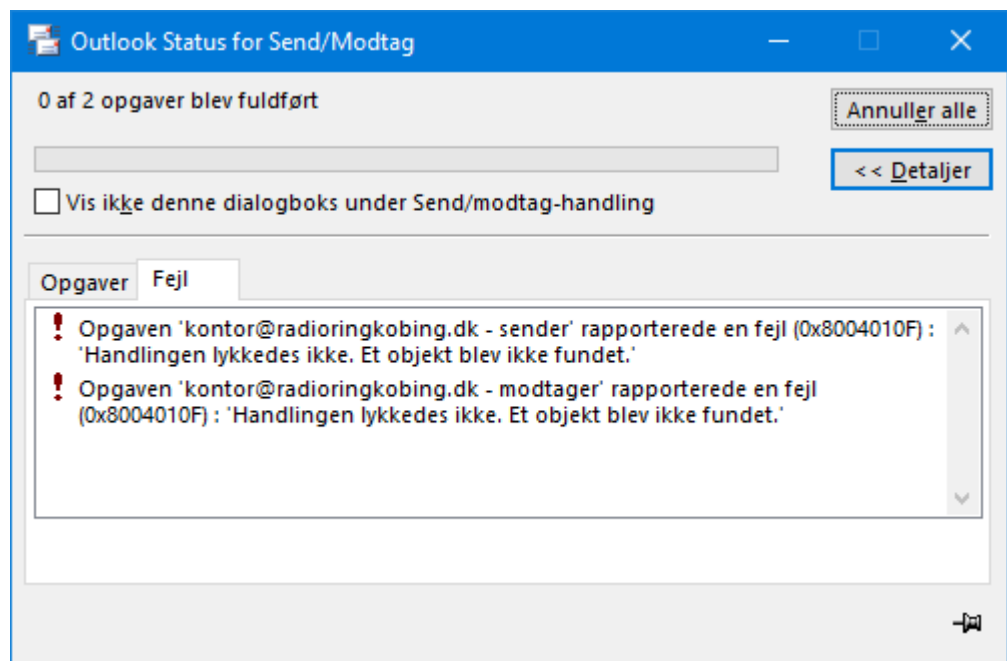 Outlook Status for Send/Modtag
0 af 2 opgaver blev fuldført
Annuller alle
<< Detaljer
Vis ikke denne dialogboks under Send/modtag-handling
Opgaver
Fejl
Opgaven 'kontor@radioringkobing.dk - sender' rapporterede en fejl (0x8004010F) :
'Handlingen lykkedes ikke. Et objekt blev ikke fundet.'
Opgaven 'kontor@radioringkobing.dk - modtager' rapporterede en fejl
(0x8004010F) : 'Handlingen lykkedes ikke. Et objekt blev ikke fundet.'